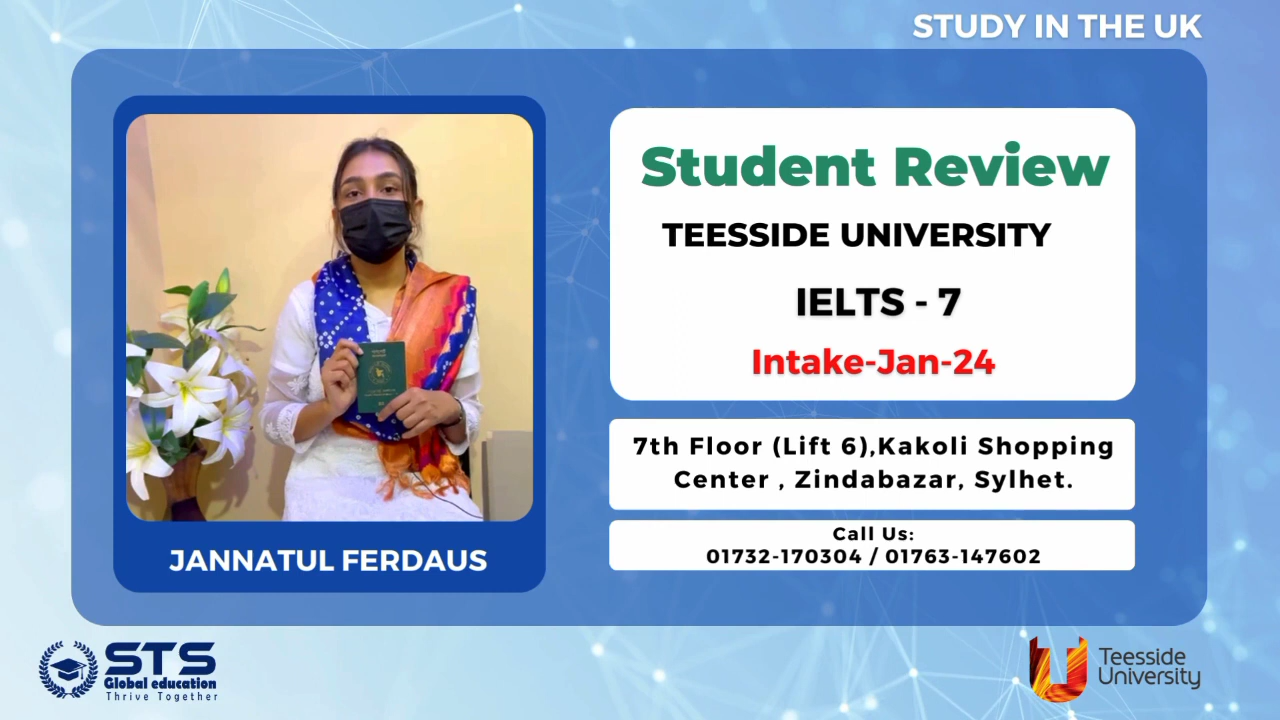 STUDY IN THE UK
Student Review
TEESSIDE UNIVERSITY
IELTS - 7
Intake-Jan-24
7th Floor (Lift 6),Kakoli Shopping
Center , Zindabazar, Sylhet.
Call Us:
01732-170304 / 01763-147602
JANNATUL FERDAUS
STS
Global education
Thrive Together
Teesside
University